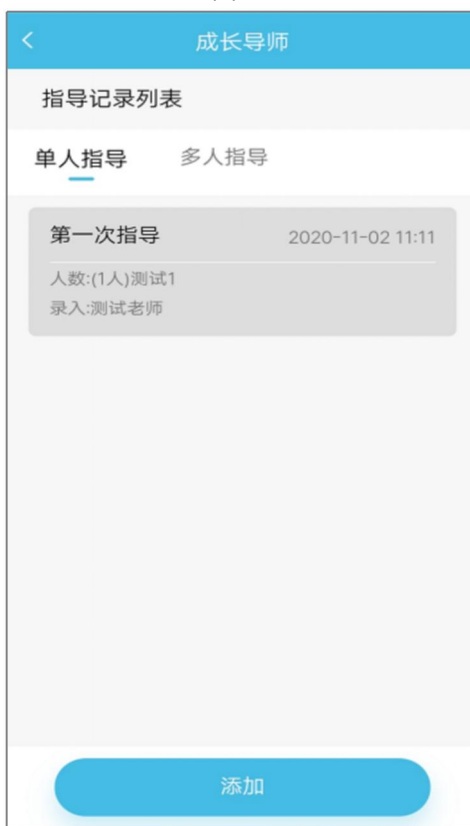 成长导师
指导记录列表
单人指导 多人指导
第一次指导 2020-11-02 11:11
人数:(1人)测试1
录入:测试老师
添加